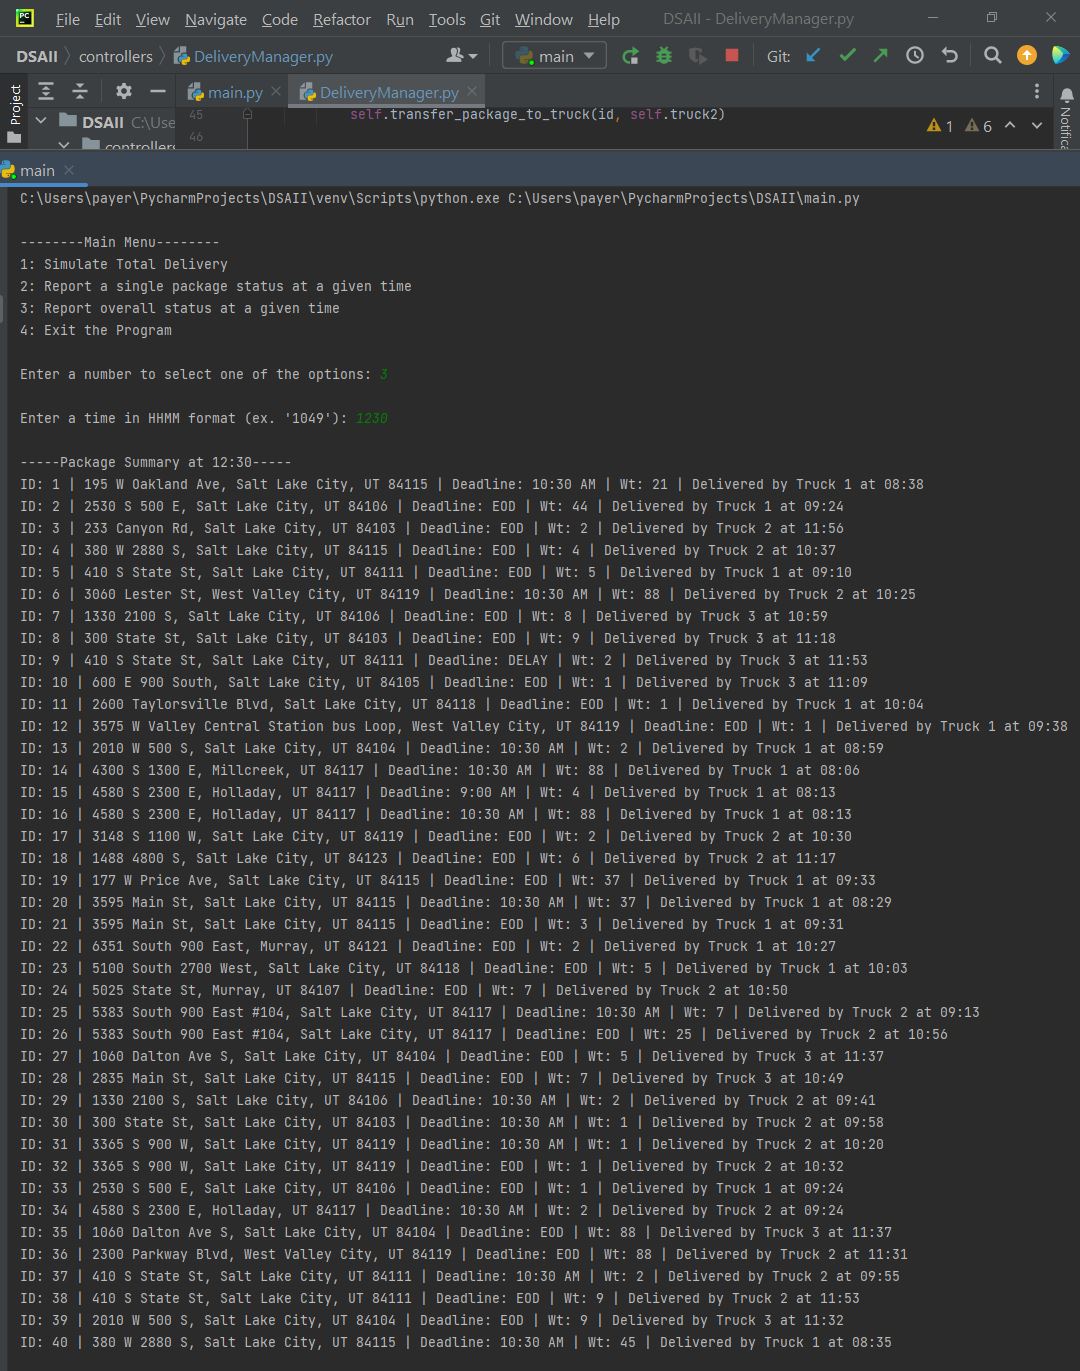 PC File Edit View Navigate Code Refactor Run Tools Git Window Help DSAII - DeliveryManager.py
DSAII controllers DeliveryManager.py main Git:
Project
main.py DeliveryManager.py
Notifica
DSAII C:\Use
45 self.transfer_package_to_truck(id, self.truck2)
1 6
46
controllers
main
C:\Users\payer\PycharmProjects\DSAII\venv\Scripts\python.exe C:\Users\payer\PycharmProjects\DSAII\main.py
--------Main Menu--------
1: Simulate Total Delivery
2: Report a single package status at a given time
3: Report overall status at a given time
4: Exit the Program
Enter a number to select one of the options: 3
Enter a time in HHMM format (ex. '1049'): 1230
-----Package Summary at 12:30-----
ID: 1 | 195 W Oakland Ave, Salt Lake City, UT 84115 | Deadline: 10:30 AM | Wt: 21 | Delivered by Truck 1 at 08:38
ID: 2 | 2530 S 500 E, Salt Lake City, UT 84106 | Deadline: EOD | Wt: 44 | Delivered by Truck 1 at 09:24
ID: 3 | 233 Canyon Rd, Salt Lake City, UT 84103 | Deadline: EOD | Wt: 2 | Delivered by Truck 2 at 11:56
ID: 4 | 380 W 2880 S, Salt Lake City, UT 84115 | Deadline: EOD | Wt: 4 | Delivered by Truck 2 at 10:37
ID: 5 | 410 S State St, Salt Lake City, UT 84111 | Deadline: EOD | Wt: 5 | Delivered by Truck 1 at 09:10
ID: 6 | 3060 Lester St, West Valley City, UT 84119 | Deadline: 10:30 AM | Wt: 88 | Delivered by Truck 2 at 10:25
ID: 7 | 1330 2100 S, Salt Lake City, UT 84106 | Deadline: EOD | Wt: 8 | Delivered by Truck 3 at 10:59
ID: 8 | 300 State St, Salt Lake City, UT 84103 | Deadline: EOD | Wt: 9 | Delivered by Truck 3 at 11:18
ID: 9 | 410 S State St, Salt Lake City, UT 84111 | Deadline: DELAY | Wt: 2 | Delivered by Truck 3 at 11:53
ID: 10 | 600 E 900 South, Salt Lake City, UT 84105 | Deadline: EOD | Wt: 1 | Delivered by Truck 3 at 11:09
ID: 11 | 2600 Taylorsville Blvd, Salt Lake City, UT 84118 | Deadline: EOD | Wt: 1 | Delivered by Truck 1 at 10:04
ID: 12 | 3575 W Valley Central Station bus Loop, West Valley City, UT 84119 | Deadline: EOD | Wt: 1 | Delivered by Truck 1 at 09:38
ID: 13 | 2010 W 500 S, Salt Lake City, UT 84104 | Deadline: 10:30 AM | Wt: 2 | Delivered by Truck 1 at 08:59
ID: 14 | 4300 S 1300 E, Millcreek, UT 84117 | Deadline: 10:30 AM | Wt: 88 | Delivered by Truck 1 at 08:06
ID: 15 | 4580 S 2300 E, Holladay, UT 84117 | Deadline: 9:00 AM | Wt: 4 | Delivered by Truck 1 at 08:13
ID: 16 | 4580 S 2300 E, Holladay, UT 84117 | Deadline: 10:30 AM | Wt: 88 | Delivered by Truck 1 at 08:13
ID: 17 | 3148 S 1100 W, Salt Lake City, UT 84119 | Deadline: EOD | Wt: 2 | Delivered by Truck 2 at 10:30
ID: 18 | 1488 4800 S, Salt Lake City, UT 84123 | Deadline: EOD | Wt: 6 | Delivered by Truck 2 at 11:17
ID: 19 | 177 W Price Ave, Salt Lake City, UT 84115 | Deadline: EOD | Wt: 37 | Delivered by Truck 1 at 09:33
ID: 20 | 3595 Main St, Salt Lake City, UT 84115 | Deadline: 10:30 AM | Wt: 37 | Delivered by Truck 1 at 08:29
ID: 21 | 3595 Main St, Salt Lake City, UT 84115 | Deadline: EOD | Wt: 3 | Delivered by Truck 1 at 09:31
ID: 22 | 6351 South 900 East, Murray, UT 84121 | Deadline: EOD | Wt: 2 | Delivered by Truck 1 at 10:27
ID: 23 | 5100 South 2700 West, Salt Lake City, UT 84118 | Deadline: EOD | Wt: 5 | Delivered by Truck 1 at 10:03
ID: 24 | 5025 State St, Murray, UT 84107 | Deadline: EOD | Wt: 7 | Delivered by Truck 2 at 10:50
ID: 25 | 5383 South 900 East #104, Salt Lake City, UT 84117 | Deadline: 10:30 AM | Wt: 7 | Delivered by Truck 2 at 09:13
ID: 26 | 5383 South 900 East #104, Salt Lake City, UT 84117 | Deadline: EOD | Wt: 25 | Delivered by Truck 2 at 10:56
ID: 27 | 1060 Dalton Ave S, Salt Lake City, UT 84104 | Deadline: EOD | Wt: 5 | Delivered by Truck 3 at 11:37
ID: 28 | 2835 Main St, Salt Lake City, UT 84115 | Deadline: EOD | Wt: 7 | Delivered by Truck 3 at 10:49
ID: 29 | 1330 2100 S, Salt Lake City, UT 84106 | Deadline: 10:30 AM | Wt: 2 | Delivered by Truck 2 at 09:41
ID: 30 | 300 State St, Salt Lake City, UT 84103 | Deadline: 10:30 AM | Wt: 1 | Delivered by Truck 2 at 09:58
ID: 31 | 3365 S 900 W, Salt Lake City, UT 84119 | Deadline: 10:30 AM | Wt: 1 | Delivered by Truck 2 at 10:20
ID: 32 | 3365 S 900 W, Salt Lake City, UT 84119 | Deadline: EOD | Wt: 1 | Delivered by Truck 2 at 10:32
ID: 33 | 2530 S 500 E, Salt Lake City, UT 84106 | Deadline: EOD | Wt: 1 | Delivered by Truck 1 at 09:24
ID: 34 | 4580 S 2300 E, Holladay, UT 84117 | Deadline: 10:30 AM | Wt: 2 | Delivered by Truck 2 at 09:24
ID: 35 | 1060 Dalton Ave S, Salt Lake City, UT 84104 | Deadline: EOD | Wt: 88 | Delivered by Truck 3 at 11:37
ID: 36 | 2300 Parkway Blvd, West Valley City, UT 84119 | Deadline: EOD | Wt: 88 | Delivered by Truck 2 at 11:31
ID: 37 | 410 S State St, Salt Lake City, UT 84111 | Deadline: 10:30 AM | Wt: 2 | Delivered by Truck 2 at 09:55
ID: 38 | 410 S State St, Salt Lake City, UT 84111 | Deadline: EOD | Wt: 9 | Delivered by Truck 2 at 11:53
ID: 39 | 2010 W 500 S, Salt Lake City, UT 84104 | Deadline: EOD | Wt: 9 | Delivered by Truck 3 at 11:32
ID: 40 | 380 W 2880 S, Salt Lake City, UT 84115 | Deadline: 10:30 AM | Wt: 45 | Delivered by Truck 1 at 08:35